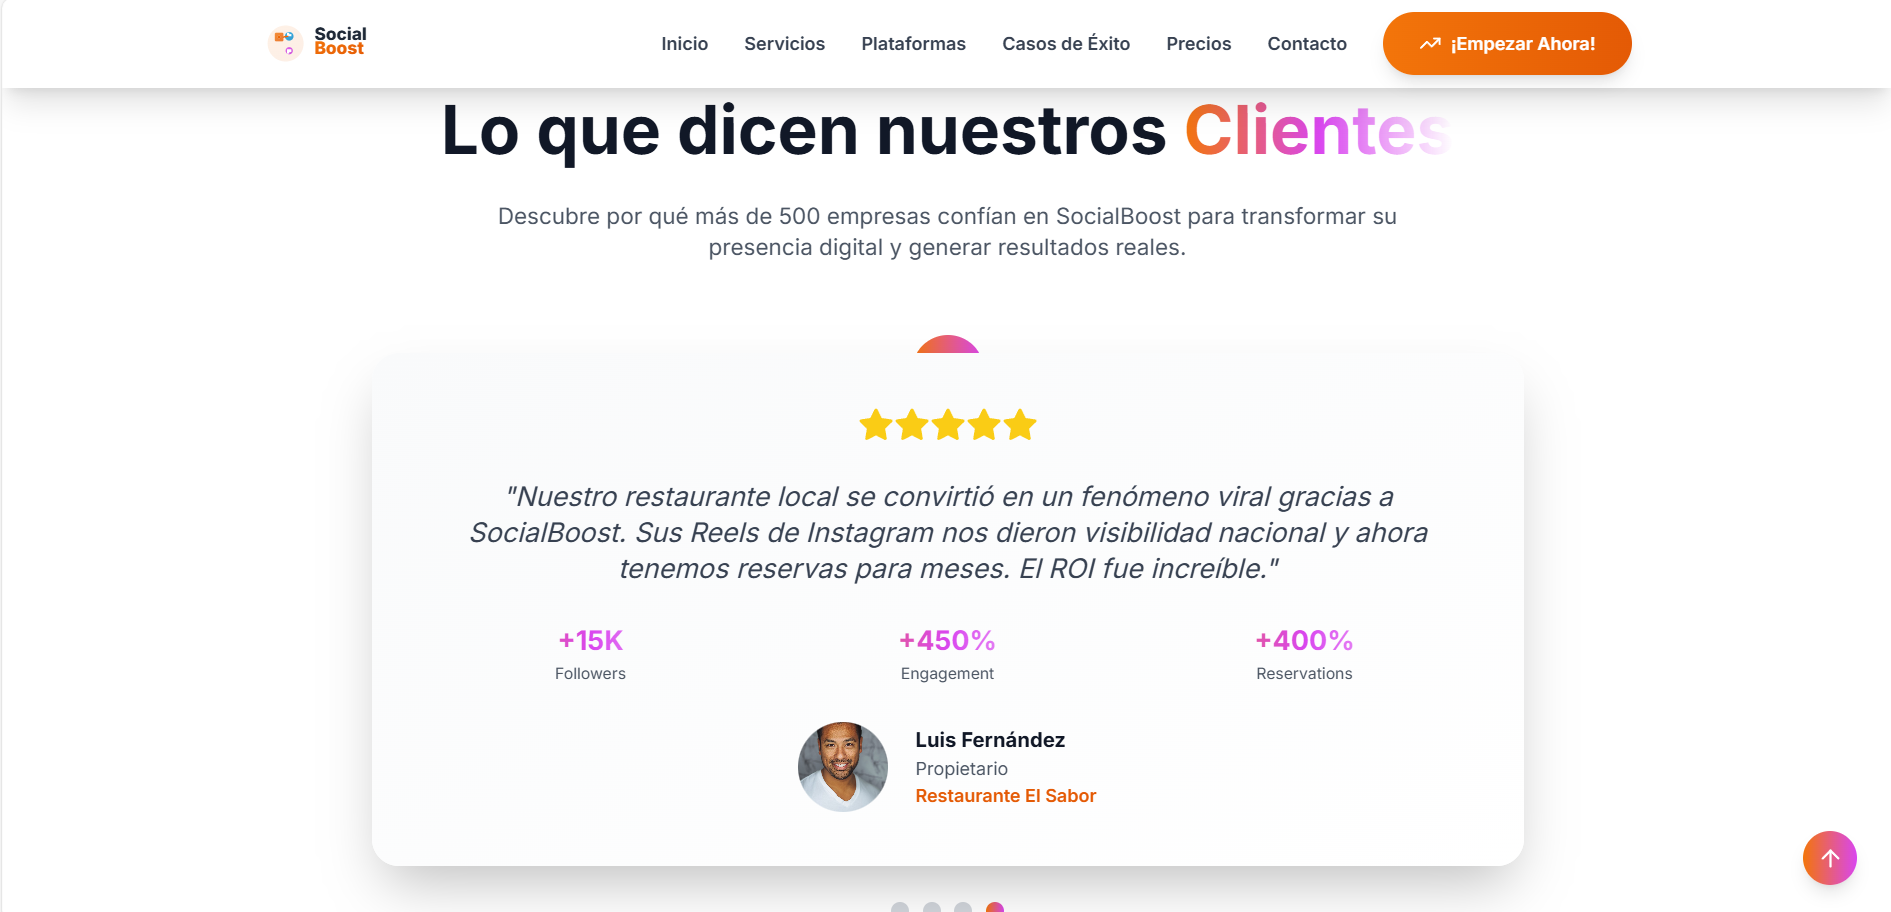 Social
Boost
Inicio
Servicios
Plataformas
Casos de Éxito
Precios
Contacto
¡Empezar Ahora!
Lo que dicen nuestros Clientes
Descubre por qué más de 500 empresas confían en SocialBoost para transformar su
presencia digital y generar resultados reales.
"Nuestro restaurante local se convirtió en un fenómeno viral gracias a
SocialBoost. Sus Reels de Instagram nos dieron visibilidad nacional y ahora
tenemos reservas para meses. El ROI fue increíble."
+15K
Followers
+450%
Engagement
+400%
Reservations
Luis Fernández
Propietario
Restaurante El Sabor